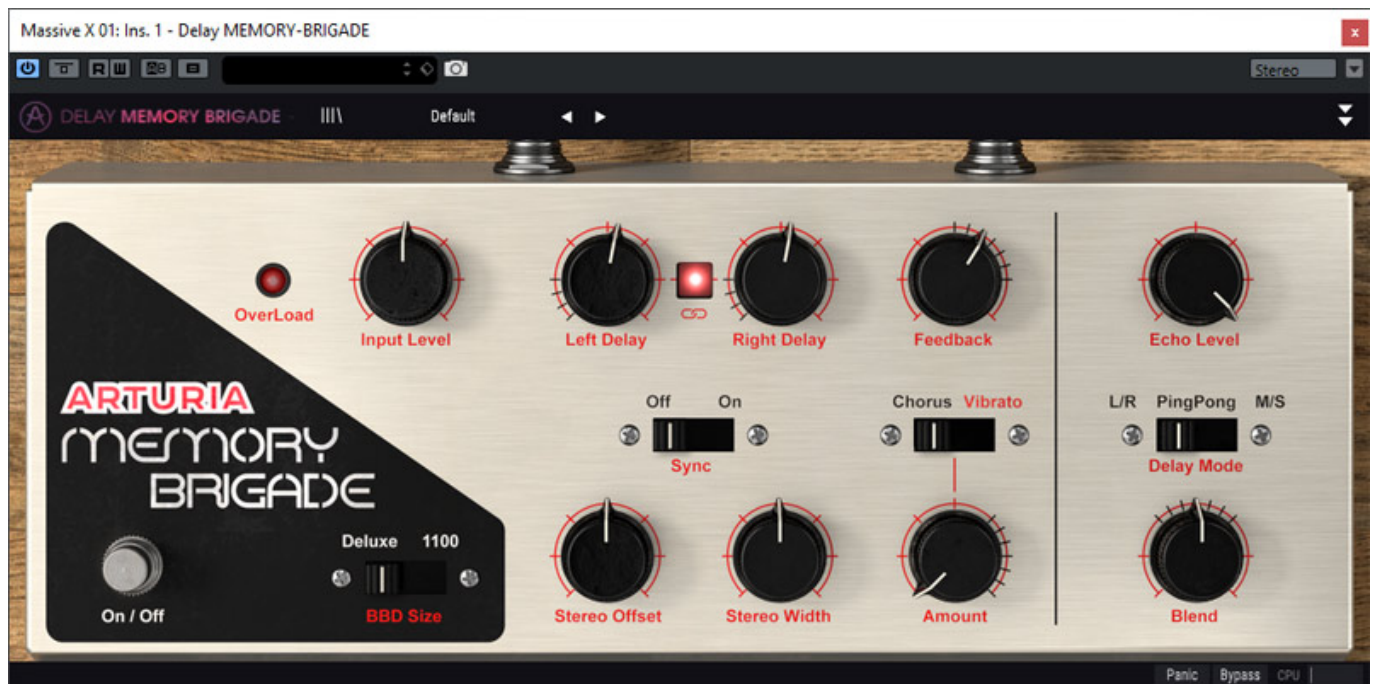 Massive X 01: Ins. 1 - Delay MEMORY-BRIGADE
x
R W
Stereo
DELAY MEMORY BRIGADE
Default
OverLoad
Input Level
Left Delay
Right Delay
Feedback
Echo Level
ARTURIA
MEMORY
BRIGADE
Off On
Sync
Chorus Vibrato
L/R PingPong M/S
Delay Mode
Deluxe 1100
On / Off
BBD Size
Stereo Offset
Stereo Width
Amount
Blend
Panic Bypass CPU